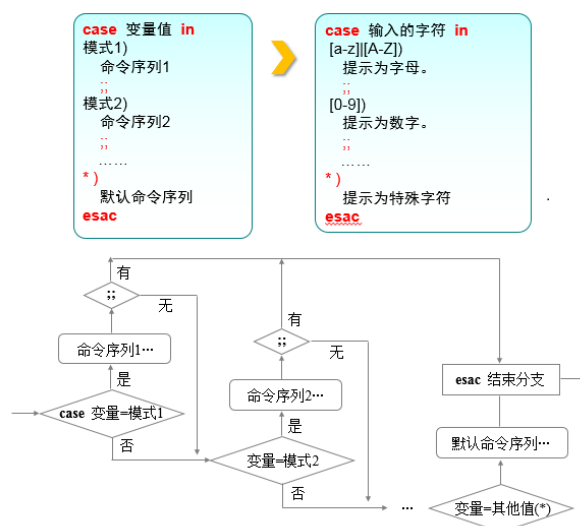 case 变量值 in
模式1)
命令序列1
;;
模式2)
命令序列2
;;
……
* )
默认命令序列
esac
case 输入的字符 in
[a-z]|[A-Z])
提示为字母。
;;
[0-9])
提示为数字。
;;
……
* )
提示为特殊字符
esac
有
;;
无
命令序列1…
是
case 变量=模式1
否
有
;;
无
命令序列2…
是
变量=模式2
否
…
esac 结束分支
默认命令序列…
变量=其他值(*)